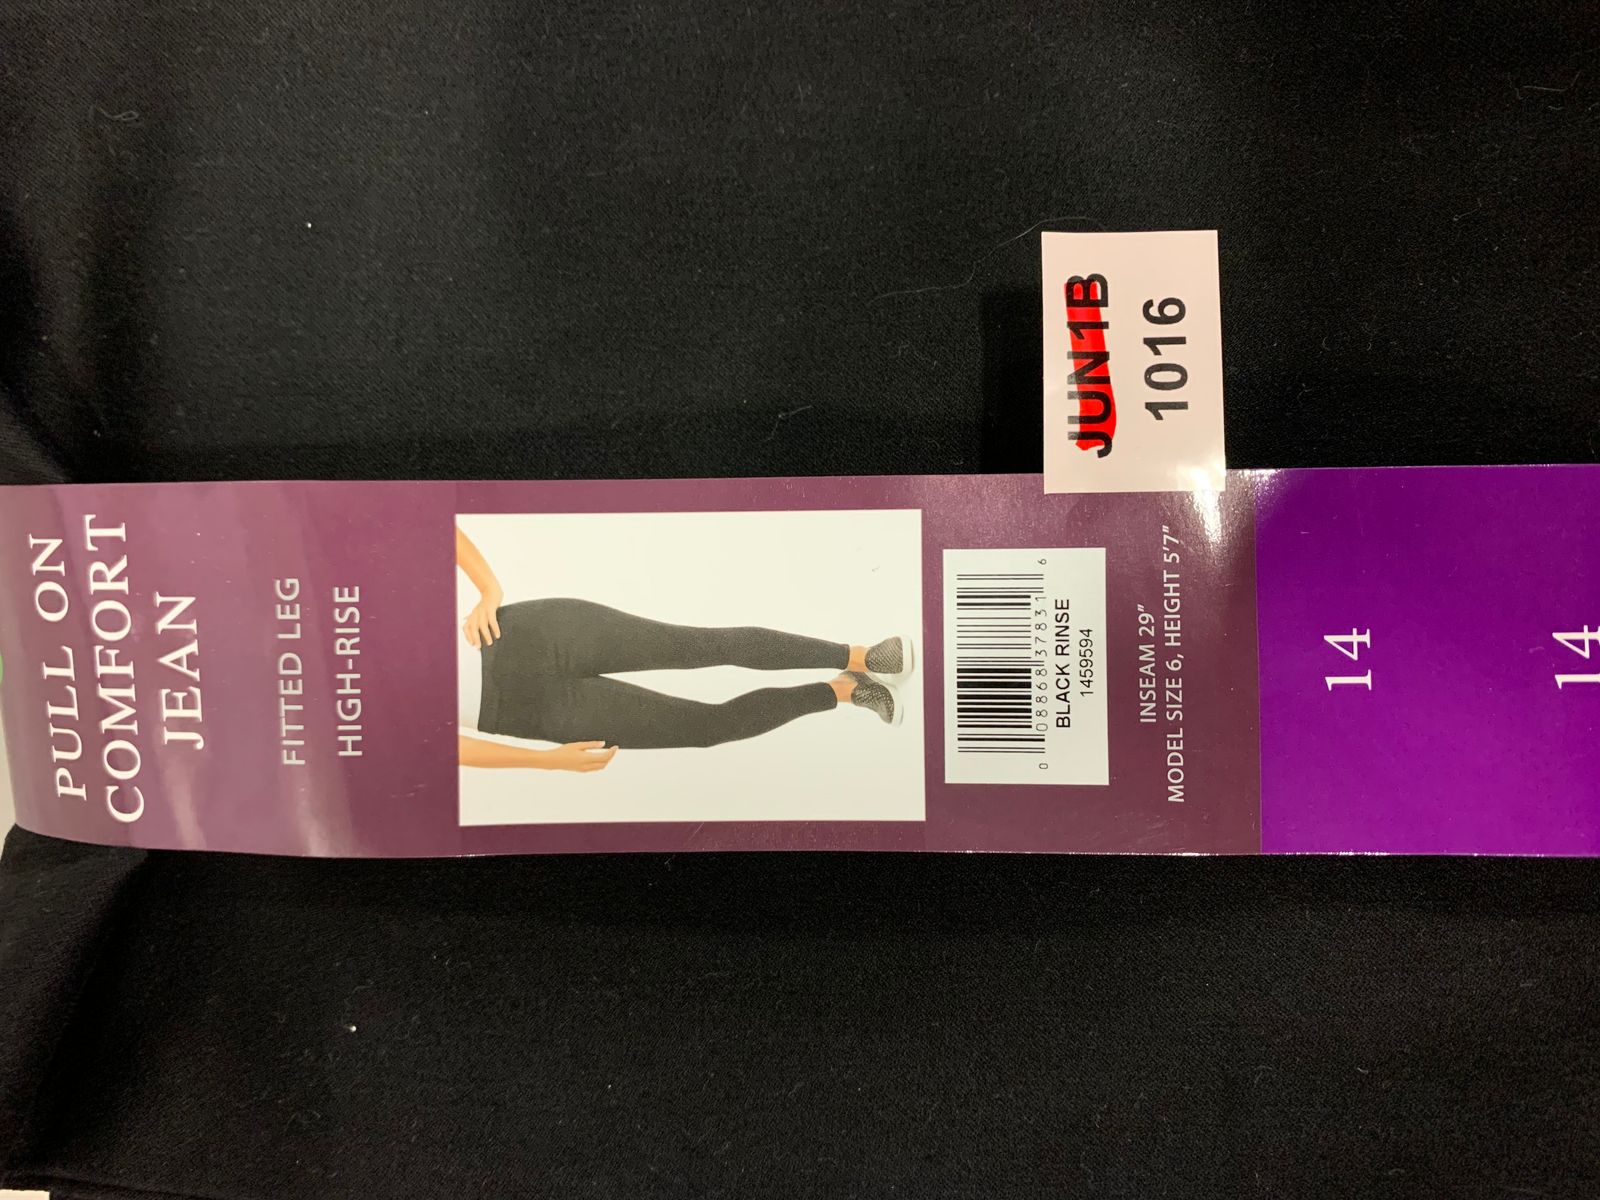 PULL ON
COMFORT
JEAN
FITTED LEG
HIGH-RISE
0 08868 37831 6
BLACK RINSE
1459594
INSEAM 29”
MODEL SIZE 6, HEIGHT 5’7”
JUN1B
1016
14
14